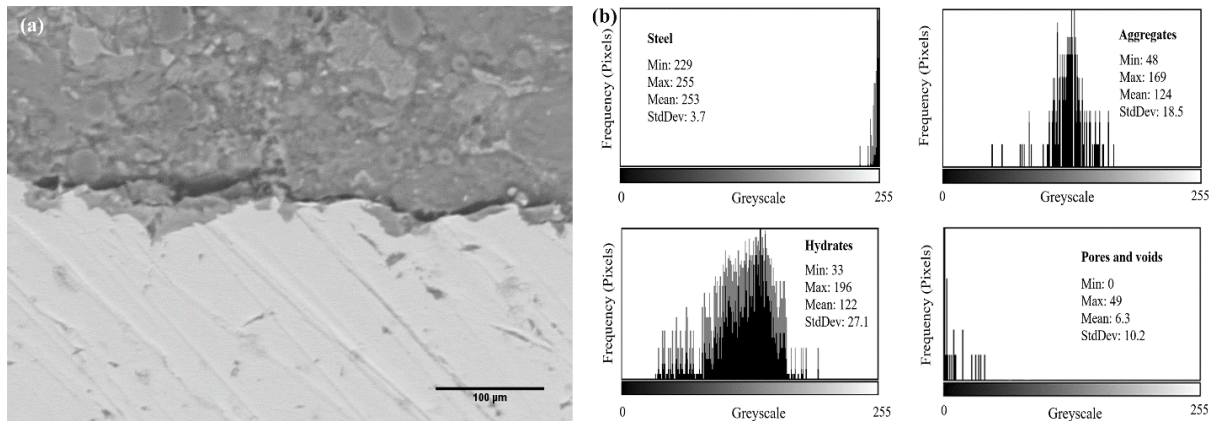 (a)
100 µm
(b)
Frequency (Pixels)
Steel
Min: 229
Max: 255
Mean: 253
StdDev: 3.7
0
Greyscale
255
Frequency (Pixels)
Aggregates
Min: 48
Max: 169
Mean: 124
StdDev: 18.5
0
Greyscale
255
Frequency (Pixels)
Hydrates
Min: 33
Max: 196
Mean: 122
StdDev: 27.1
0
Greyscale
255
Frequency (Pixels)
Pores and voids
Min: 0
Max: 49
Mean: 6.3
StdDev: 10.2
0
Greyscale
255